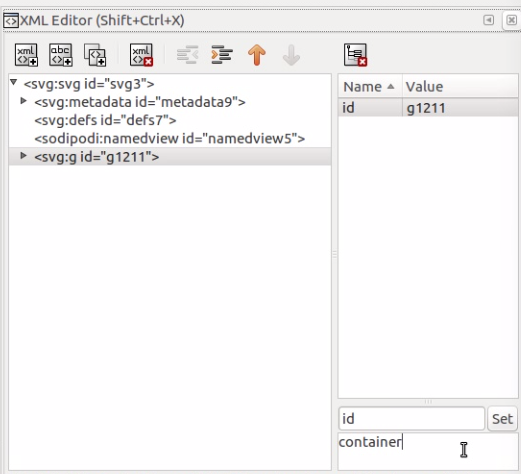 XML Editor (Shift+Ctrl+X)
xml abc xml
<svg:svg id="svg3">
<svg:metadata id="metadata9">
<svg:defs id="defs7">
<sodipodi:namedview id="namedview5">
<svg:g id="g1211">
Name Value
id g1211
id Set
container